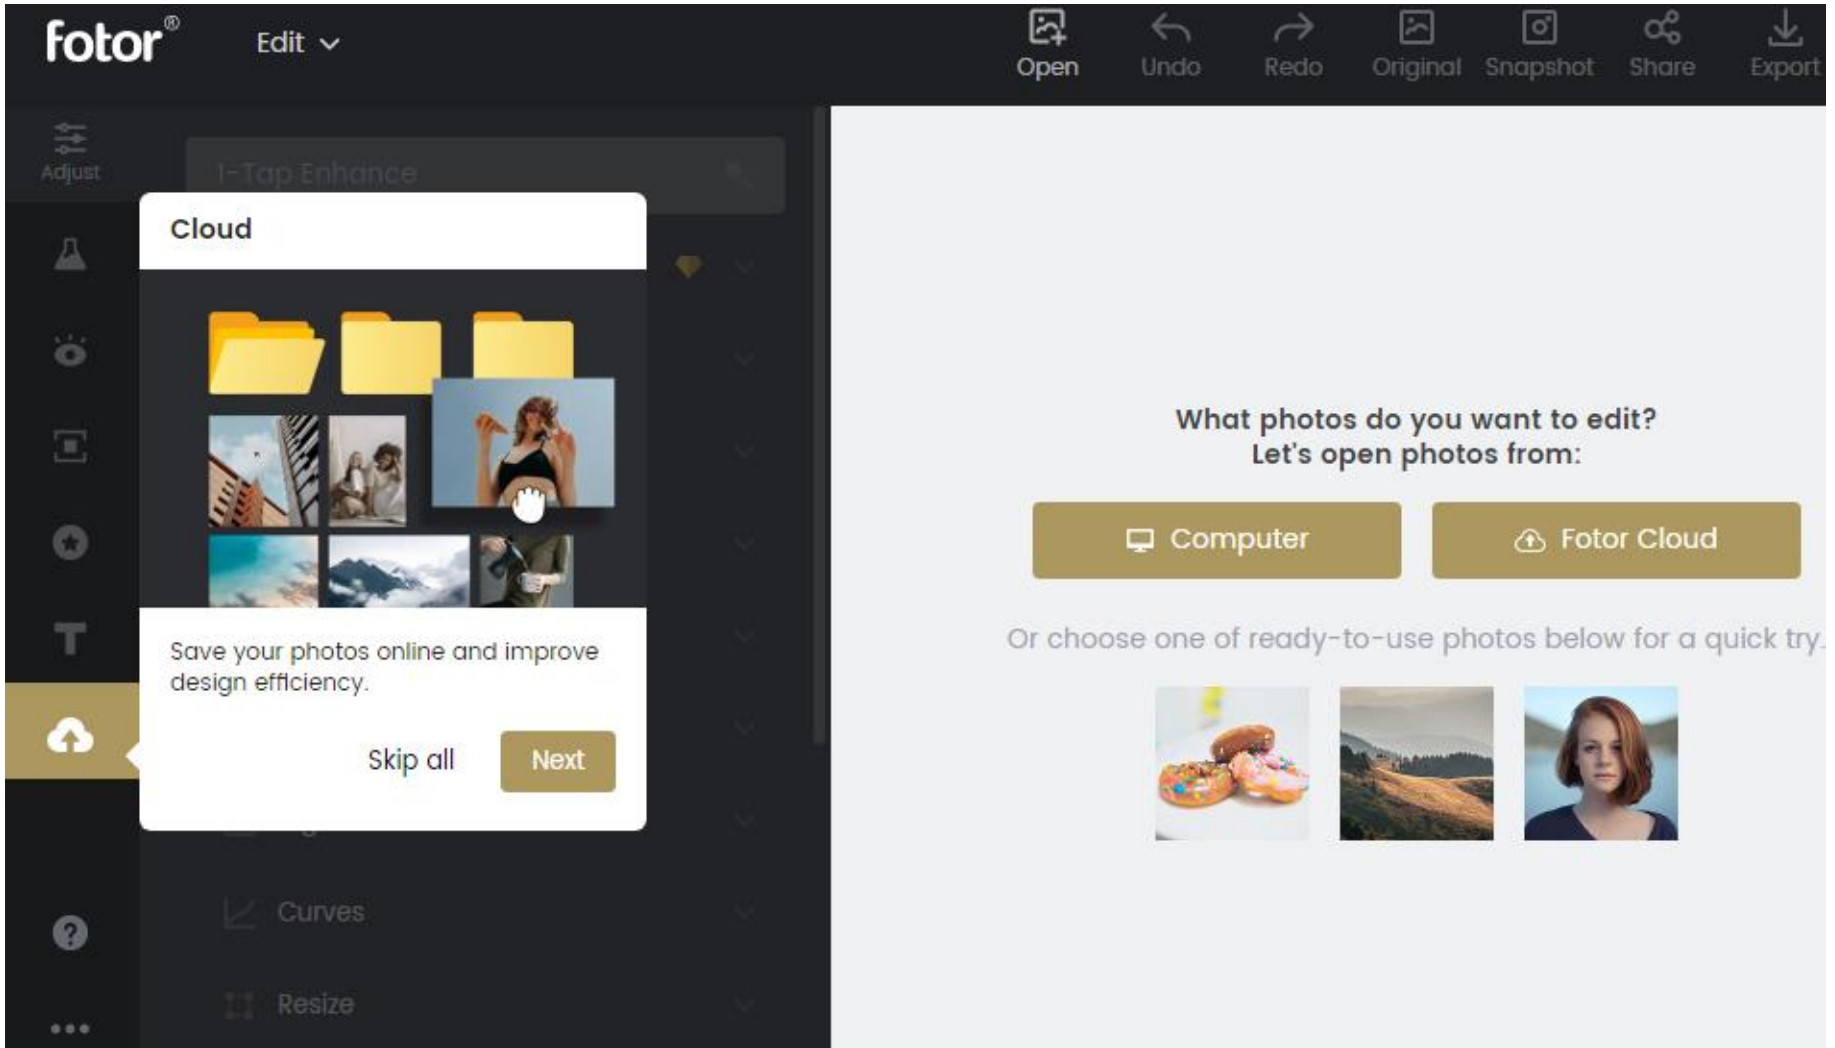 fotor®
Edit
Open
Undo
Redo
Original
Snapshot
Share
Export
Adjust
1-Tap Enhance
Cloud
Save your photos online and improve
design efficiency.
Skip all
Next
Curves
Resize
What photos do you want to edit?
Let's open photos from:
Computer
Fotor Cloud
Or choose one of ready-to-use photos below for a quick try.